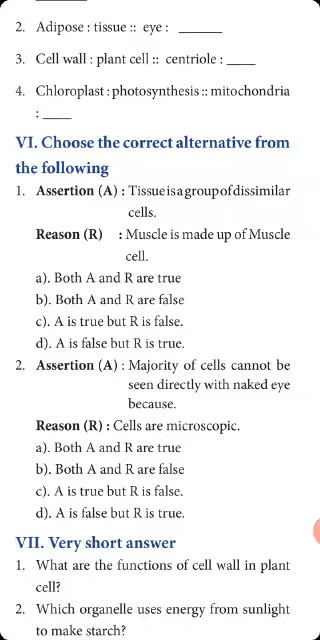 2. Adipose : tissue :: eye : ______
3. Cell wall : plant cell :: centriole : ____
4. Chloroplast : photosynthesis :: mitochondria
: ____
VI. Choose the correct alternative from
the following
1. Assertion (A) : Tissue is a group of dissimilar
cells.
Reason (R) : Muscle is made up of Muscle
cell.
a). Both A and R are true
b). Both A and R are false
c). A is true but R is false.
d). A is false but R is true.
2. Assertion (A) : Majority of cells cannot be
seen directly with naked eye
because.
Reason (R) : Cells are microscopic.
a). Both A and R are true
b). Both A and R are false
c). A is true but R is false.
d). A is false but R is true.
VII. Very short answer
1. What are the functions of cell wall in plant
cell?
2. Which organelle uses energy from sunlight
to make starch?